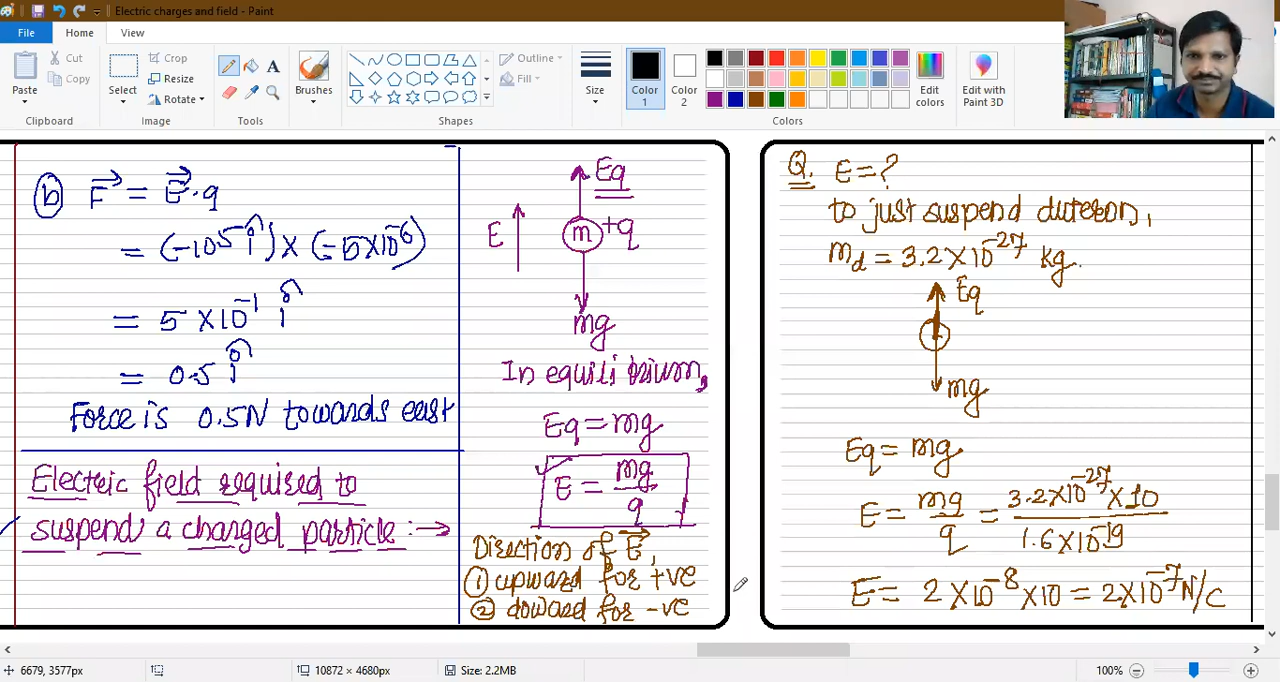 Electric charges and field - Paint
File
Home
View
Paste
Cut
Copy
Clipboard
Select
Crop
Resize
Rotate
Image
Tools
Brushes
Shapes
Outline
Fill
Size
Color 1
Color 2
Colors
Edit colors
Edit with Paint 3D
(b) F⃗ = E⃗·q
= (-10⁵ î) × (-5×10⁻⁶)
= 5 × 10⁻¹ î
= 0.5 î
Force is 0.5N towards east
Electric field required to
suspend a charged particle :→
Eq
E
m +q
mg
In equilibrium,
Eq = mg
E = mg/q
Direction of E⃗,
① upward for +ve
② doward for -ve
Q. E = ?
to just suspend duteron,
m_d = 3.2×10⁻²⁷ kg.
Eq
mg
Eq = mg
E = mg/q = 3.2×10⁻²⁷×10 / 1.6×10⁻¹⁹
E = 2×10⁻⁸×10 = 2×10⁻⁷N/C
6679, 3577px
10872 × 4680px
Size: 2.2MB
100%